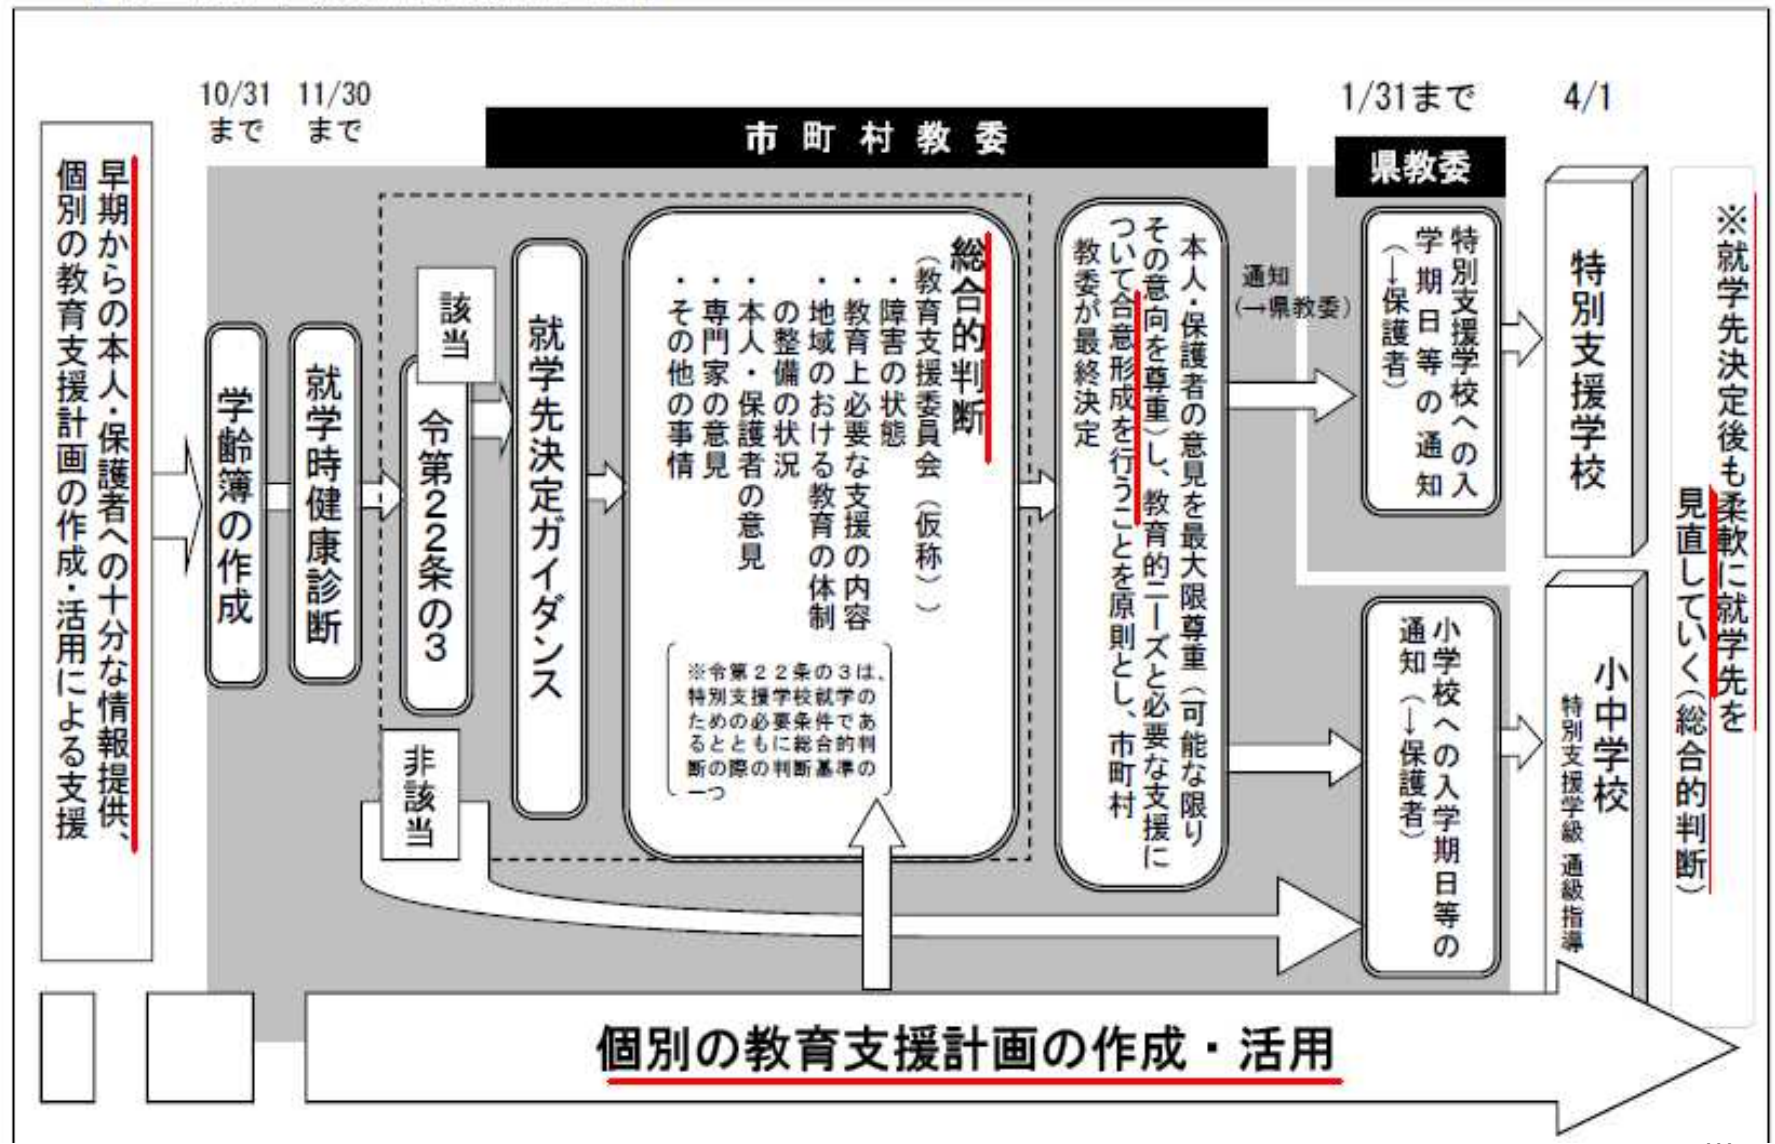 10/31
まで
11/30
まで
1/31まで
4/1
市町村教委
県教委
早期からの本人・保護者への十分な情報提供、
個別の教育支援計画の作成・活用による支援
学齢簿の作成
就学時健康診断
該当
令第22条の3
非該当
就学先決定ガイダンス
総合的判断
(教育支援委員会(仮称))
・障害の状態
・教育上必要な支援の内容
・地域のおける教育の体制
の整備の状況
・本人・保護者の意見
・専門家の意見
・その他の事情
※令第22条の3は、
特別支援学校就学の
ための必要条件であ
るとともに総合的判
断の際の判断基準の
一つ
本人・保護者の意見を最大限尊重(可能な限り
その意向を尊重)し、教育的ニーズと必要な支援に
ついて合意形成を行うことを原則とし、市町村
教委が最終決定
通知
(→県教委)
特別支援学校への入
学期日等の通知
(→保護者)
小学校への入学期日等の
通知(→保護者)
特別支援学校
小中学校
特別支援学級 通級指導
※就学先決定後も柔軟に就学先を
見直していく(総合的判断)
個別の教育支援計画の作成・活用